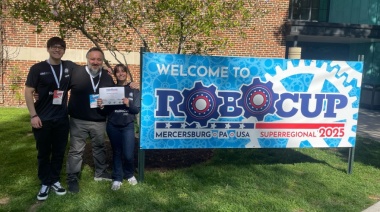 WELCOME TO
ROBOCUP
MERCERSBURG PA USA SUPERREGIONAL 2025